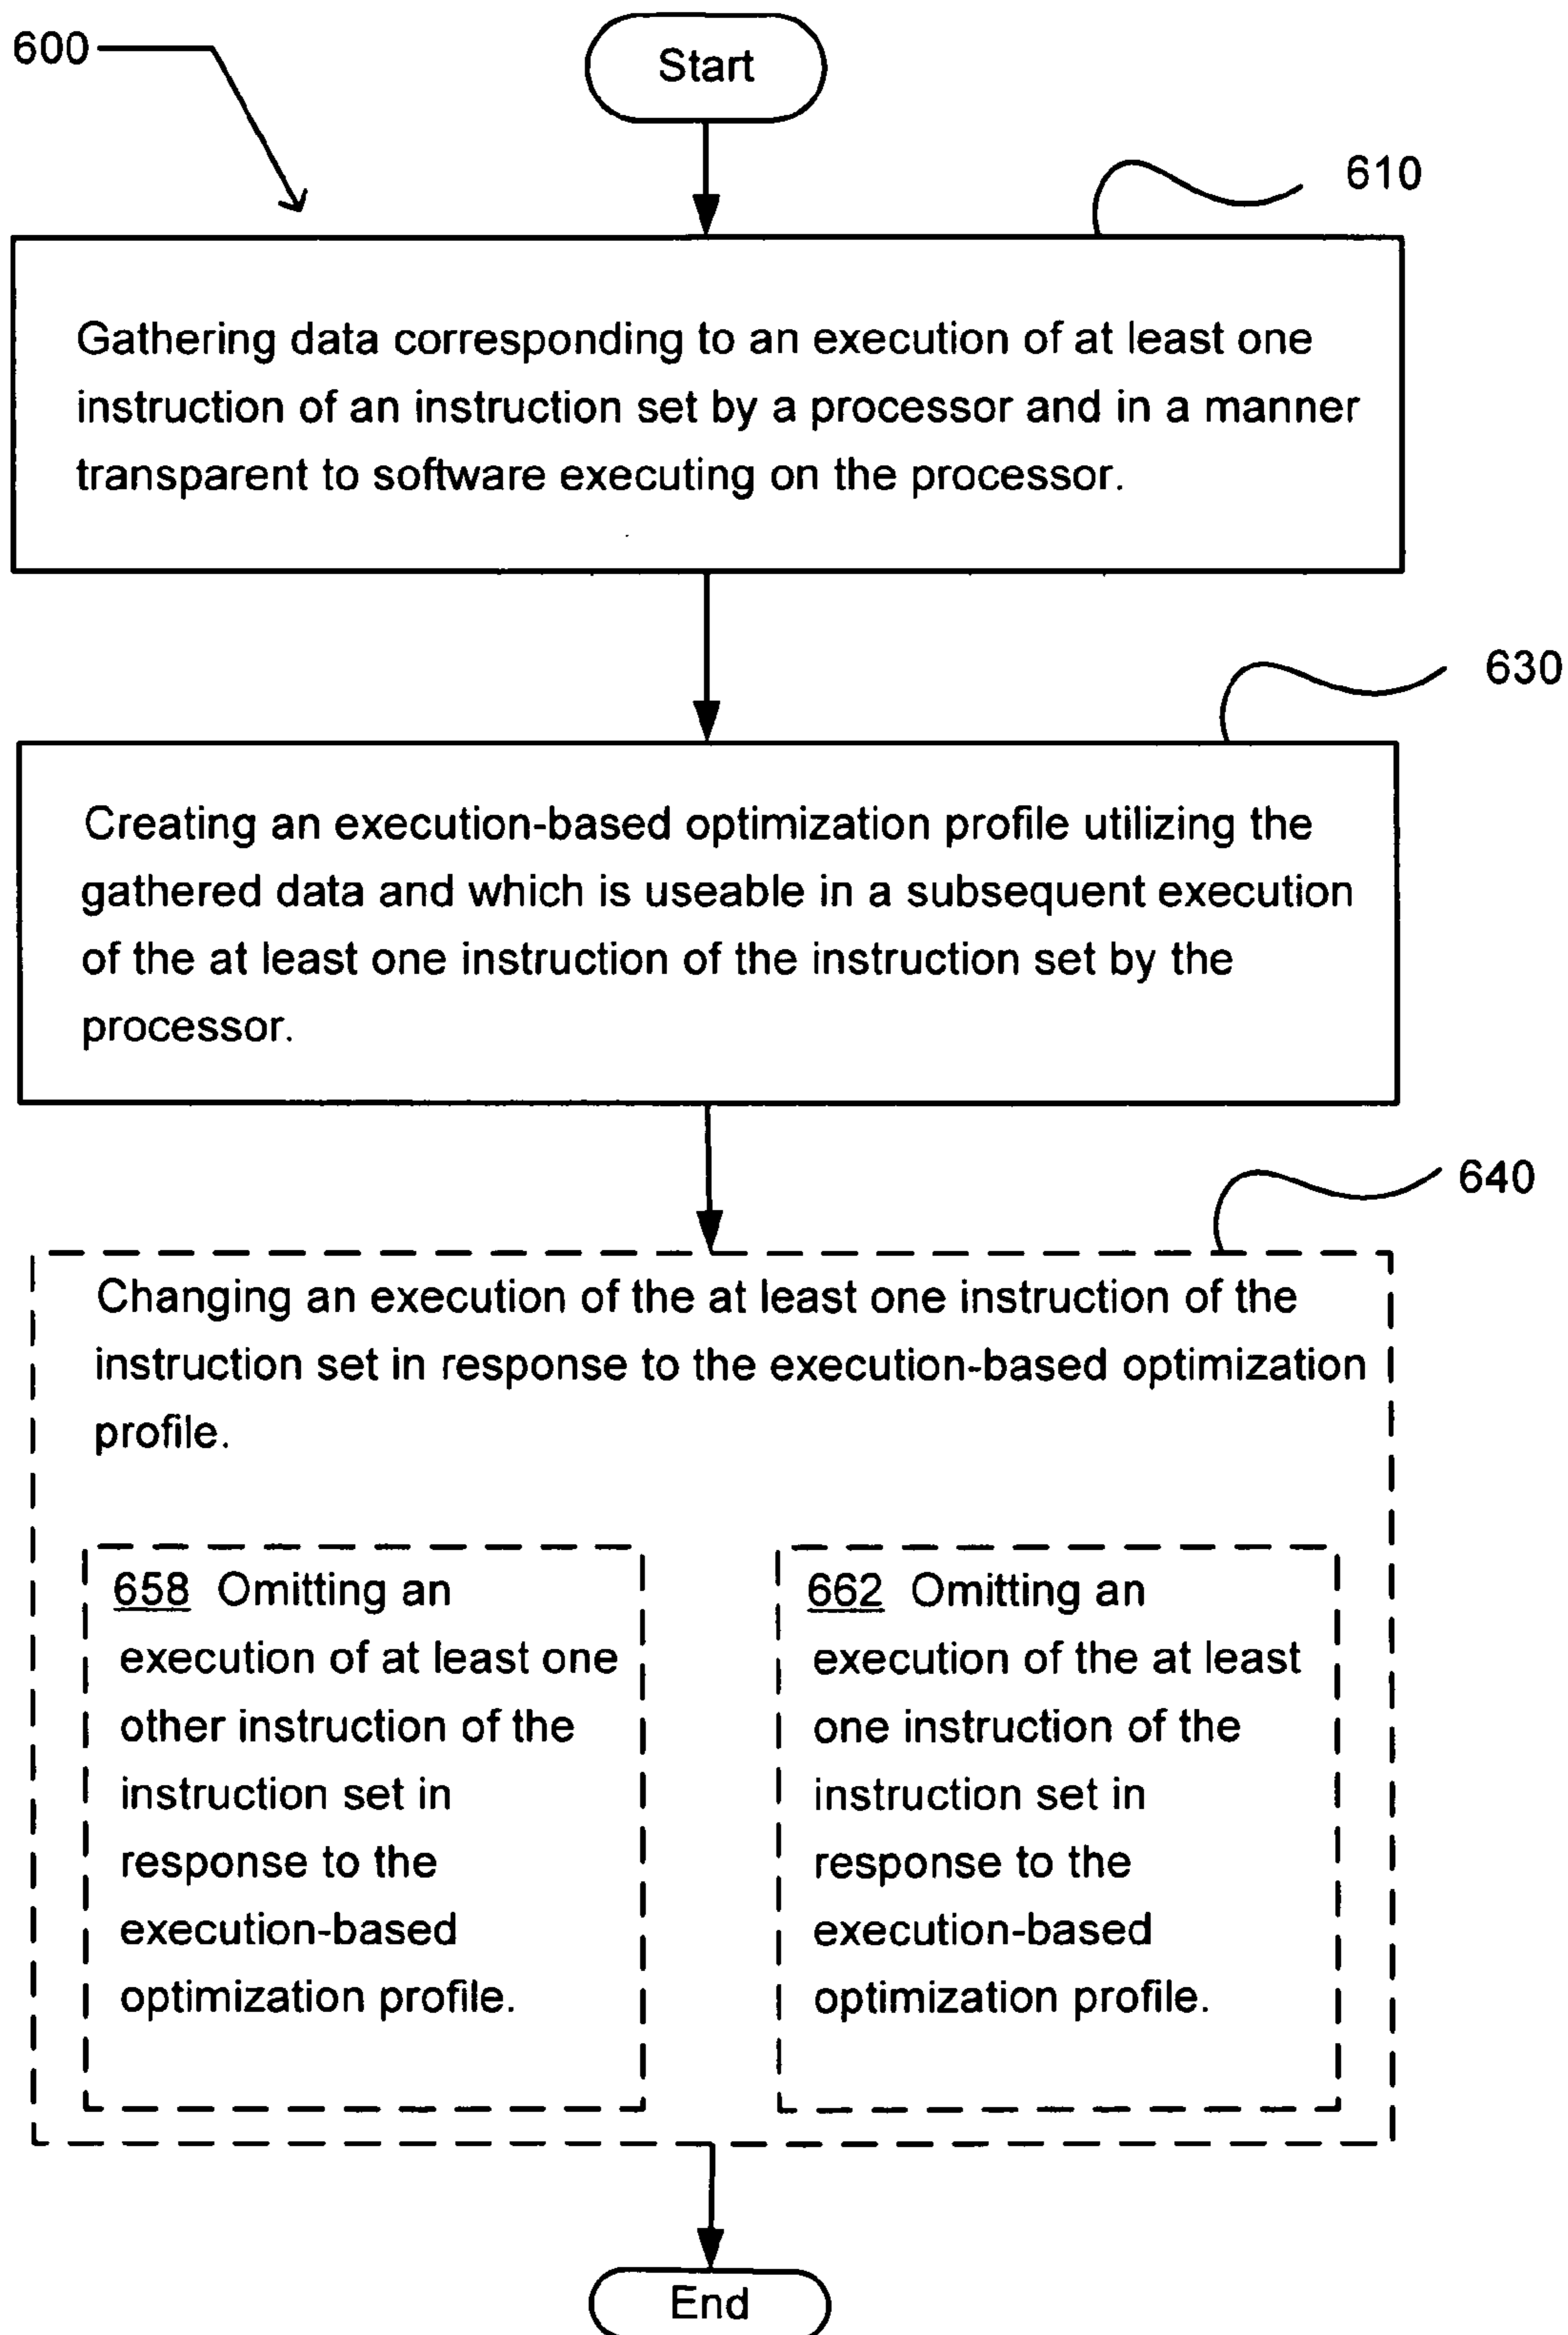 600
Start
610
Gathering data corresponding to an execution of at least one
instruction of an instruction set by a processor and in a manner
transparent to software executing on the processor.
630
Creating an execution-based optimization profile utilizing the
gathered data and which is useable in a subsequent execution
of the at least one instruction of the instruction set by the
processor.
640
Changing an execution of the at least one instruction of the
instruction set in response to the execution-based optimization
profile.
658 Omitting an
execution of at least one
other instruction of the
instruction set in
response to the
execution-based
optimization profile.
662 Omitting an
execution of the at least
one instruction of the
instruction set in
response to the
execution-based
optimization profile.
End